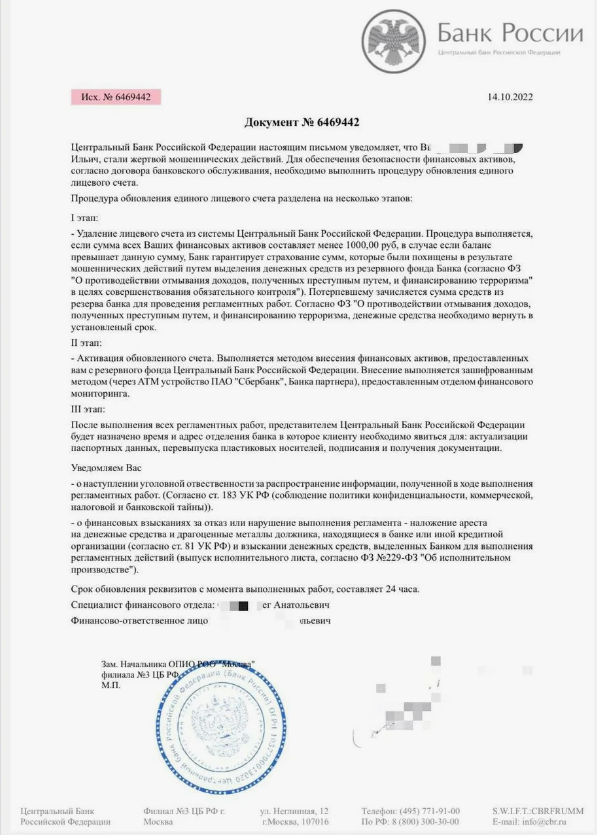 Банк России
Центральный банк Российской Федерации
Исх. № 6469442
14.10.2022
Документ № 6469442
Центральный Банк Российской Федерации настоящим письмом уведомляет, что Ви
Ильич, стали жертвой мошеннических действий. Для обеспечения безопасности финансовых активов,
согласно договора банковского обслуживания, необходимо выполнить процедуру обновления единого
лицевого счета.
Процедура обновления единого лицевого счета разделена на несколько этапов:
I этап:
- Удаление лицевого счета из системы Центральный Банк Российской Федерации. Процедура выполняется,
если сумма всех Ваших финансовых активов составляет менее 1000,00 руб, в случае если баланс
превышает данную сумму, Банк гарантирует страхование сумм, которые были похищены в результате
мошеннических действий путем выделения денежных средств из резервного фонда Банка (согласно ФЗ
"О противодействии отмывания доходов, полученных преступным путем, и финансированию терроризма"
в целях совершенствования обязательного контроля"). Потерпевшему зачисляется сумма средств из
резерва банка для проведения регламентных работ. Согласно ФЗ "О противодействии отмывания доходов,
полученных преступным путем, и финансированию терроризма, денежные средства необходимо вернуть в
установленый срок.
II этап:
- Активация обновленного счета. Выполняется методом внесения финансовых активов, предоставленных
вам с резервного фонда Центральный Банк Российской Федерации. Внесение выполняется зашифрованным
методом (через АТМ устройство ПАО "Сбербанк", Банка партнера), предоставленным отделом финансового
мониторинга.
III этап:
После выполнения всех регламентных работ, представителем Центральный Банк Российской Федерации
будет назначено время и адрес отделения банка в которое клиенту необходимо явиться для: актуализации
паспортных данных, перевыпуска пластиковых носителей, подписания и получения документации.
Уведомляем Вас
- о наступлении уголовной отвественности за распространение информации, полученной в ходе выполнения
регламентных работ. (Согласно ст. 183 УК РФ (соблюдение политики конфиденциальности, коммерческой,
налоговой и банковской тайны)).
- о финансовых взысканиях за отказ или нарушение выполнения регламента - наложение ареста
на денежные средства и драгоценные металлы должника, находящиеся в банке или иной кредитной
организации (согласно ст. 81 УК РФ) и взыскании денежных средств, выделенных Банком для выполнения
регламентных действий (выпуск исполнительного листа, согласно ФЗ №229-ФЗ "Об исполнительном
производстве").
Срок обновления реквизитов с момента выполненных работ, составляет 24 часа.
Специалист финансового отдела: ег Анатольевич
Финансово-ответственное лицо льевич
Зам. Начальника ОПИО РОО "Москва"
филиала №3 ЦБ РФ
М.П.
Центральный Банк
Российской Федерации
Филиал №3 ЦБ РФ г.
Москва
ул. Неглинная, 12
г.Москва, 107016
Телефон: (495) 771-91-00
По РФ: 8 (800) 300-30-00
S.W.I.F.T.:CBRFRUMM
E-mail: info@cbr.ru